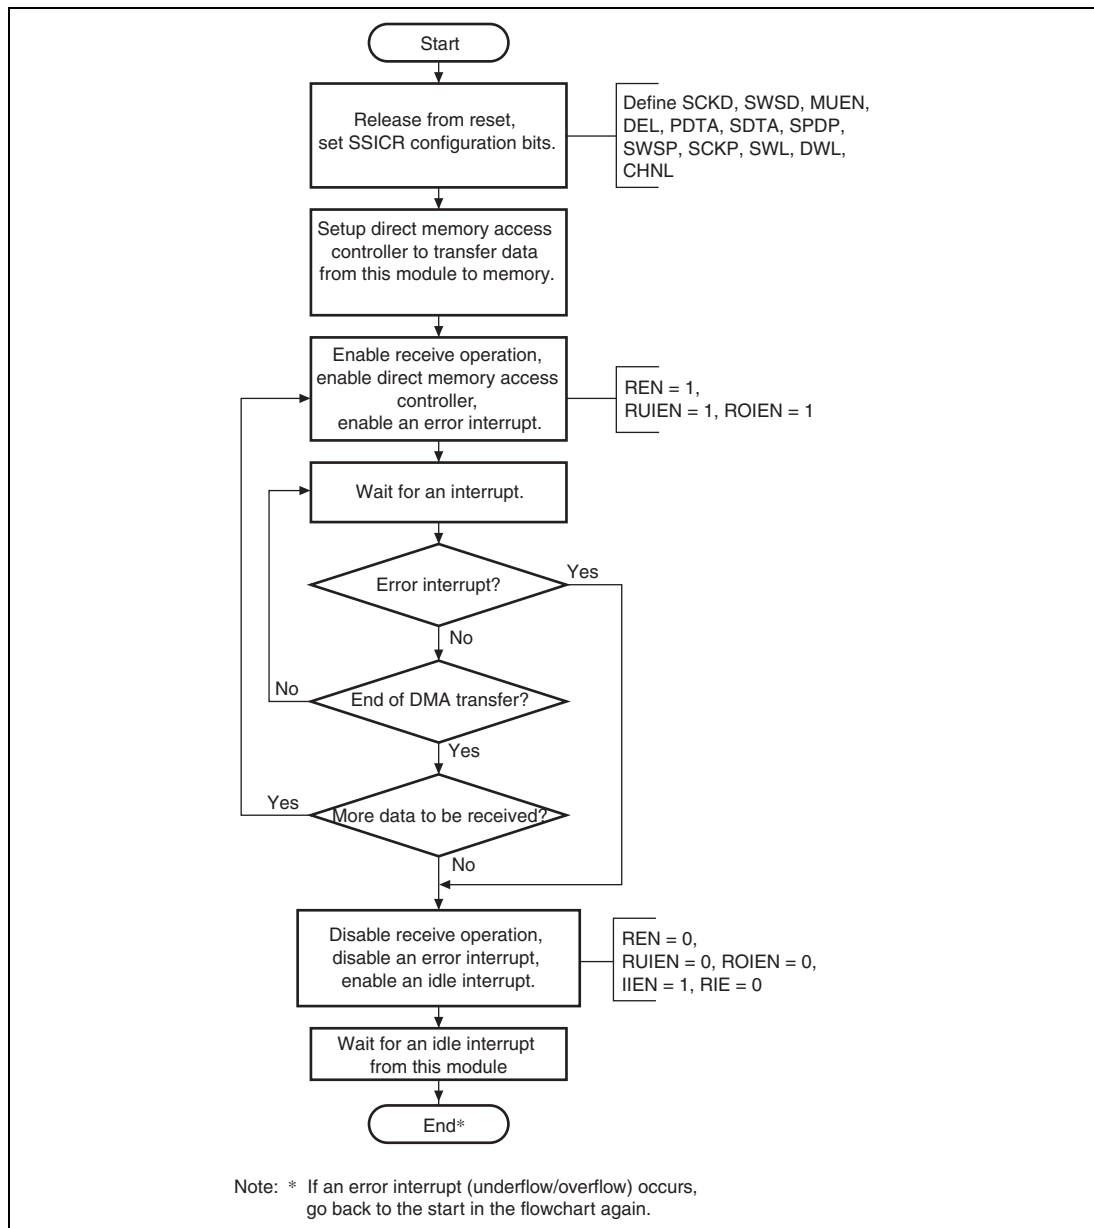 Start
Release from reset,
set SSICR configuration bits.
Define SCKD, SWSD, MUEN,
DEL, PDTA, SDTA, SPDP,
SWSP, SCKP, SWL, DWL,
CHNL
Setup direct memory access
controller to transfer data
from this module to memory.
Enable receive operation,
enable direct memory access
controller,
enable an error interrupt.
REN = 1,
RUIEN = 1, ROIEN = 1
Wait for an interrupt.
Error interrupt?
Yes
No
End of DMA transfer?
No
Yes
More data to be received?
Yes
No
Disable receive operation,
disable an error interrupt,
enable an idle interrupt.
REN = 0,
RUIEN = 0, ROIEN = 0,
IIEN = 1, RIE = 0
Wait for an idle interrupt
from this module
End*
Note: * If an error interrupt (underflow/overflow) occurs,
go back to the start in the flowchart again.